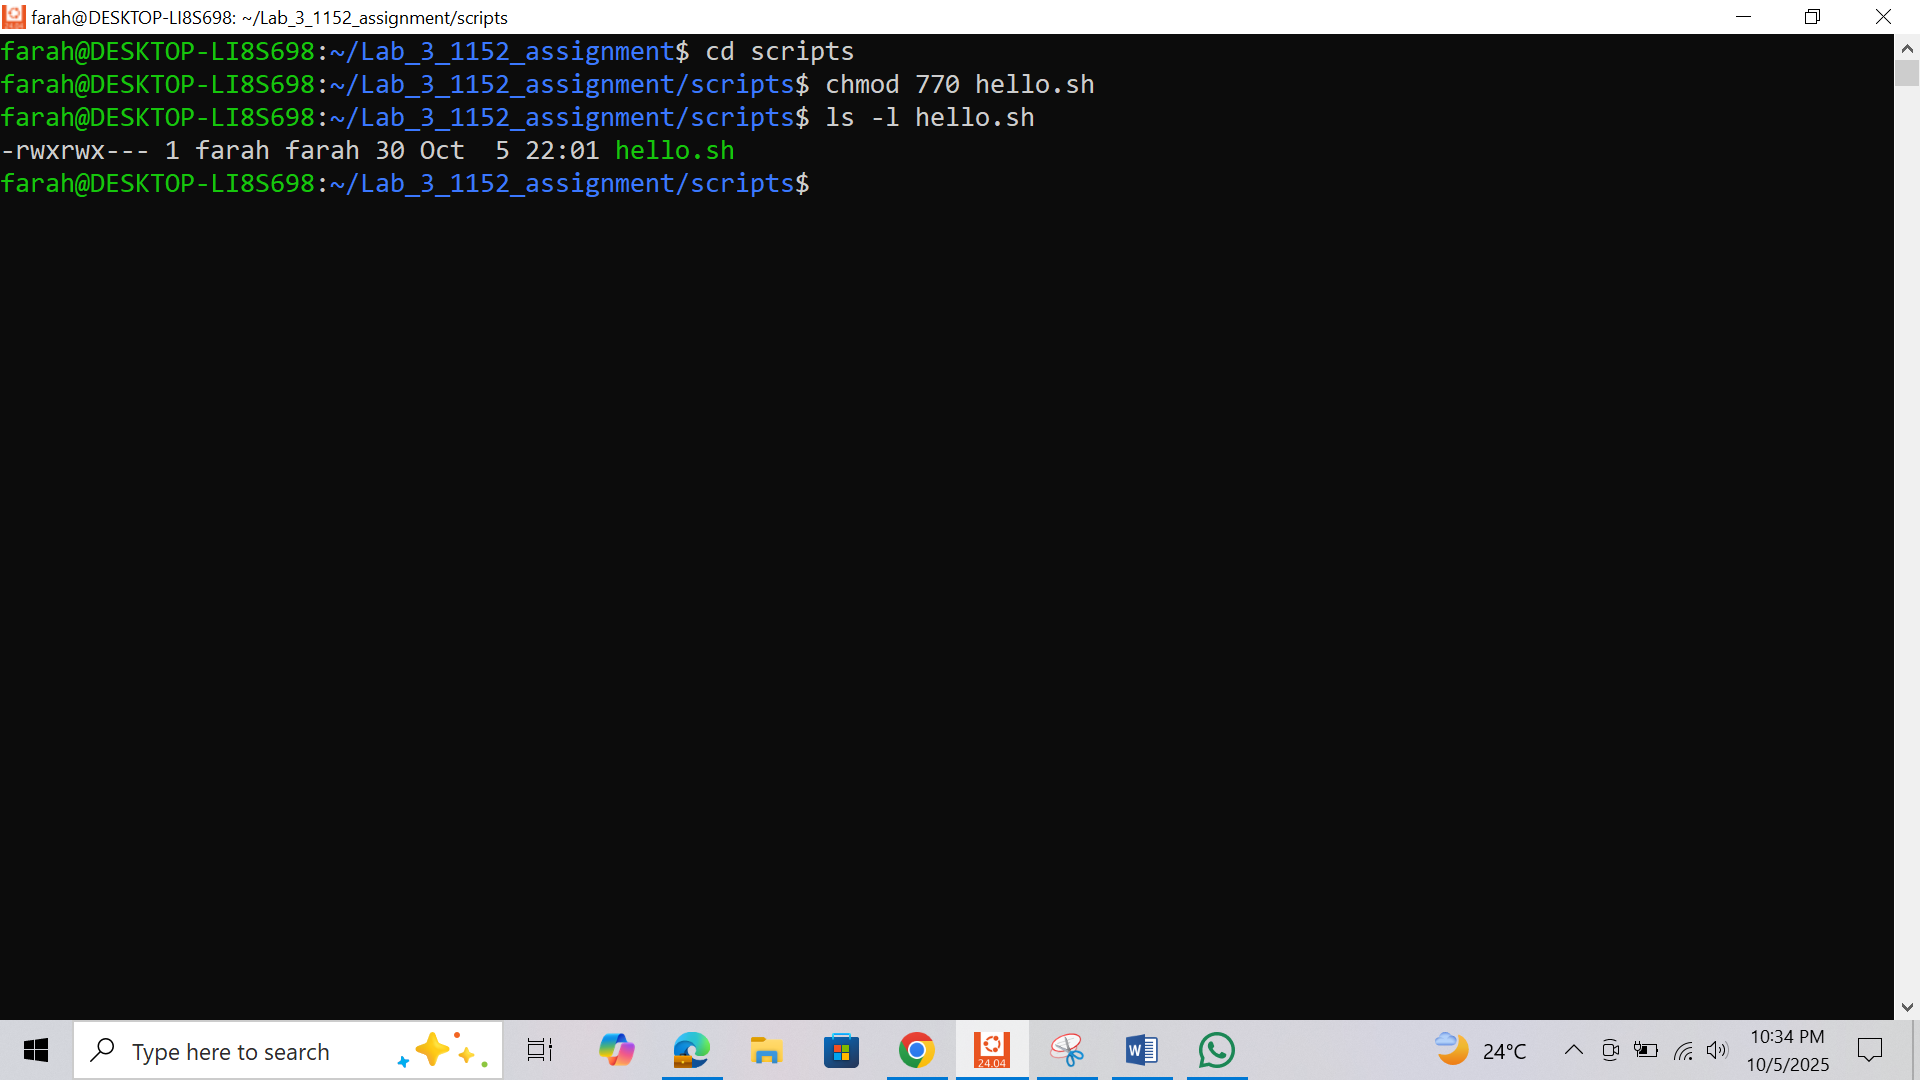 farah@DESKTOP-LI8S698: ~/Lab_3_1152_assignment/scripts
farah@DESKTOP-LI8S698:~/Lab_3_1152_assignment$ cd scripts
farah@DESKTOP-LI8S698:~/Lab_3_1152_assignment/scripts$ chmod 770 hello.sh
farah@DESKTOP-LI8S698:~/Lab_3_1152_assignment/scripts$ ls -l hello.sh
-rwxrwx--- 1 farah farah 30 Oct  5 22:01 hello.sh
farah@DESKTOP-LI8S698:~/Lab_3_1152_assignment/scripts$
Type here to search
24.04
W
24°C
10:34 PM
10/5/2025